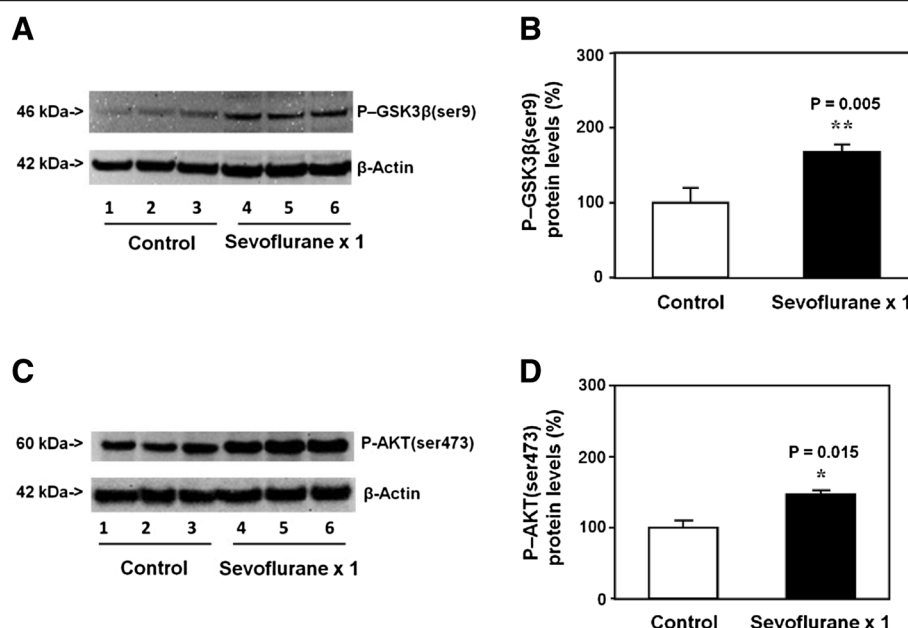 A
46 kDa-> P–GSK3β(ser9)
42 kDa-> β-Actin
1 2 3 4 5 6
Control Sevoflurane x 1
B
P–GSK3β(ser9)
protein levels (%)
300
200
100
0
P = 0.005
**
Control Sevoflurane x 1
C
60 kDa-> P-AKT(ser473)
42 kDa-> β-Actin
1 2 3 4 5 6
Control Sevoflurane x 1
D
P–AKT(ser473)
protein levels (%)
300
200
100
0
P = 0.015
*
Control Sevoflurane x 1